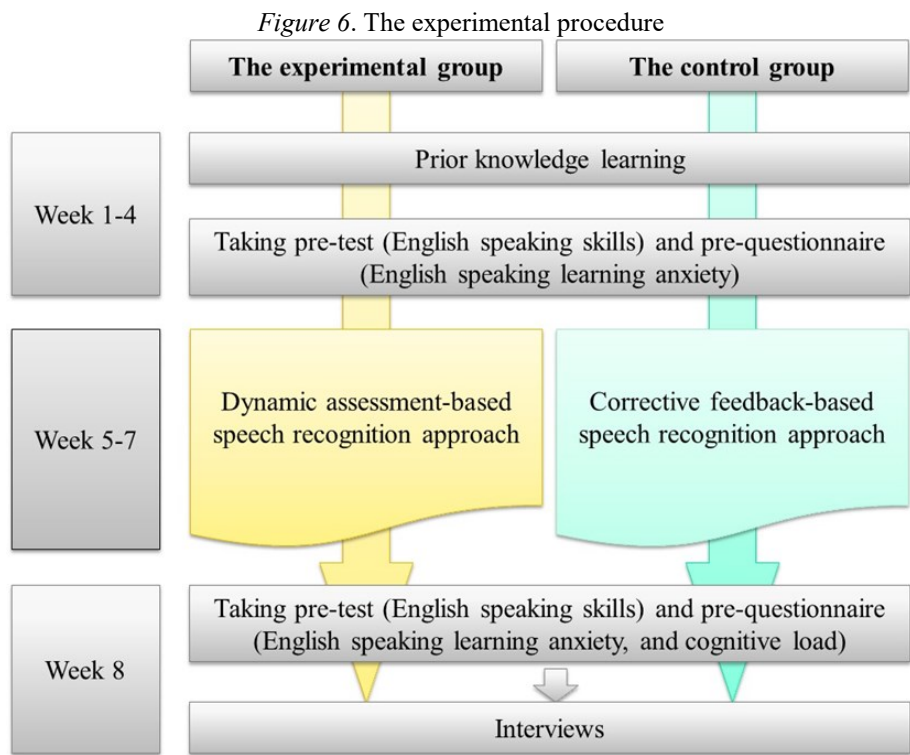 Figure 6. The experimental procedure
The experimental group
The control group
Week 1-4
Prior knowledge learning
Taking pre-test (English speaking skills) and pre-questionnaire
(English speaking learning anxiety)
Week 5-7
Dynamic assessment-based
speech recognition approach
Corrective feedback-based
speech recognition approach
Week 8
Taking pre-test (English speaking skills) and pre-questionnaire
(English speaking learning anxiety, and cognitive load)
Interviews